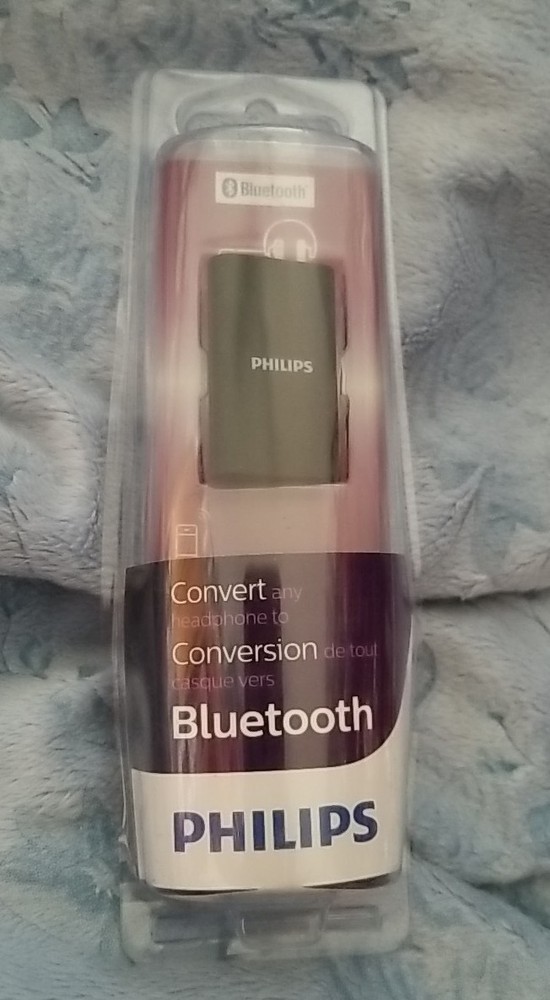 Bluetooth
PHILIPS
Convert any
headphone to
Conversion de tout
casque vers
Bluetooth
PHILIPS